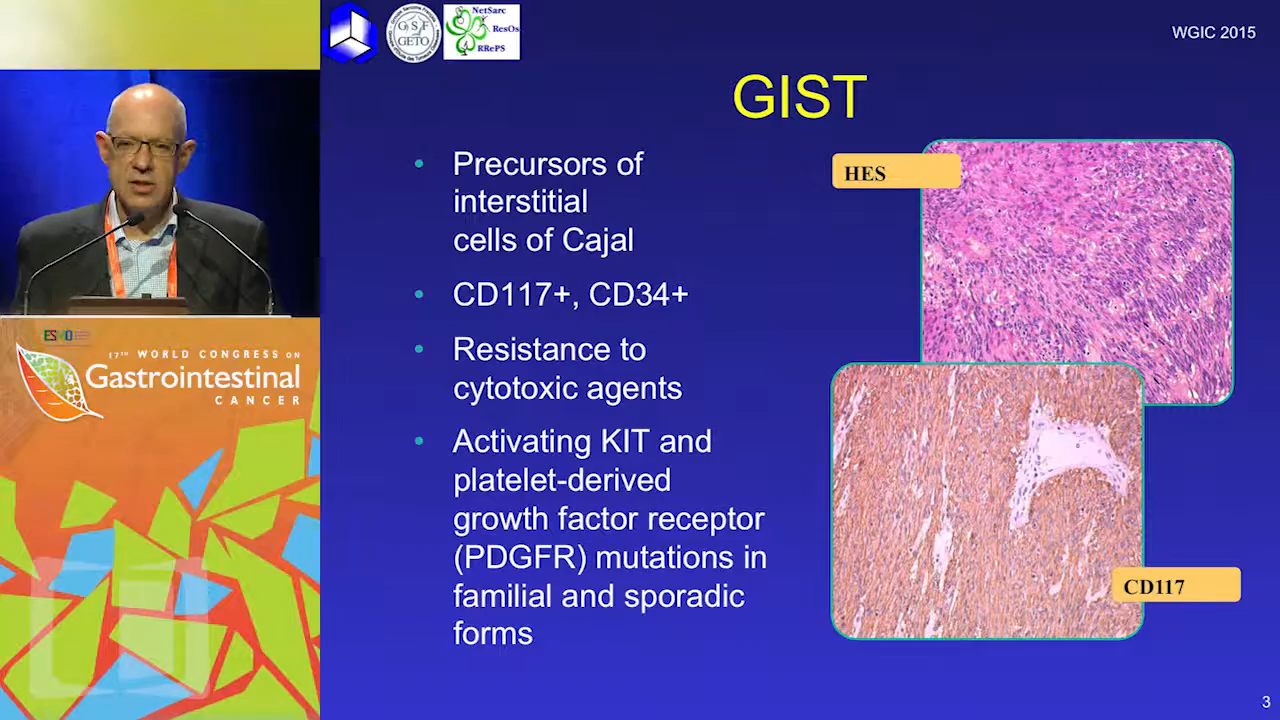 NetSarc
ResOs
RRePS
GSF
GETO
WGIC 2015
GIST
• Precursors of
interstitial
cells of Cajal
• CD117+, CD34+
• Resistance to
cytotoxic agents
• Activating KIT and
platelet-derived
growth factor receptor
(PDGFR) mutations in
familial and sporadic
forms
HES
CD117
3
ESMO
17TH WORLD CONGRESS ON
Gastrointestinal
CANCER